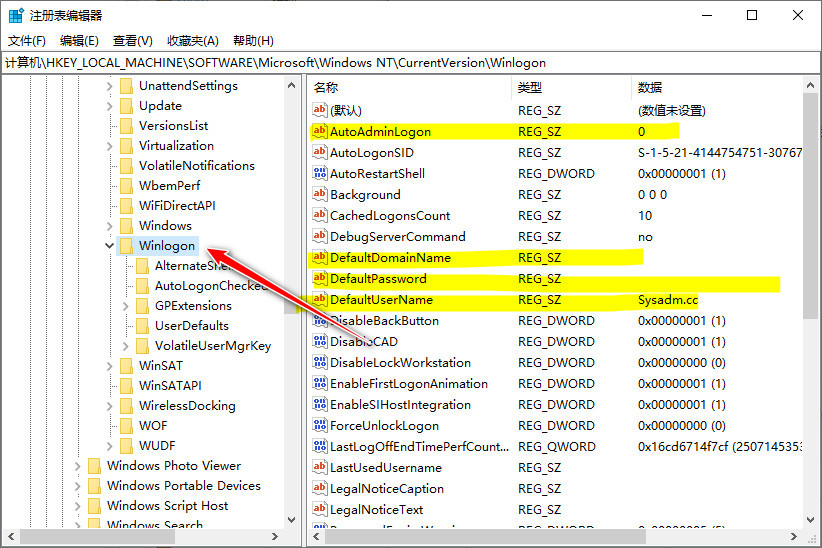 注册表编辑器
文件(F) 编辑(E) 查看(V) 收藏夹(A) 帮助(H)
计算机\HKEY_LOCAL_MACHINE\SOFTWARE\Microsoft\Windows NT\CurrentVersion\Winlogon
UnattendSettings
Update
VersionsList
Virtualization
VolatileNotifications
WbemPerf
WiFiDirectAPI
Windows
Winlogon
AlternateShel
AutoLogonChecked
GPExtensions
UserDefaults
VolatileUserMgrKey
WinSAT
WinSATAPI
WirelessDocking
WOF
WUDF
Windows Photo Viewer
Windows Portable Devices
Windows Script Host
Windows Search
名称 类型 数据
(默认) REG_SZ (数值未设置)
AutoAdminLogon REG_SZ 0
AutoLogonSID REG_SZ S-1-5-21-4144754751-30767
AutoRestartShell REG_DWORD 0x00000001 (1)
Background REG_SZ 0 0 0
CachedLogonsCount REG_SZ 10
DebugServerCommand REG_SZ no
DefaultDomainName REG_SZ
DefaultPassword REG_SZ
DefaultUserName REG_SZ Sysadm.cc
DisableBackButton REG_DWORD 0x00000001 (1)
DisableCAD REG_DWORD 0x00000001 (1)
DisableLockWorkstation REG_DWORD 0x00000000 (0)
EnableFirstLogonAnimation REG_DWORD 0x00000001 (1)
EnableSIHostIntegration REG_DWORD 0x00000001 (1)
ForceUnlockLogon REG_DWORD 0x00000000 (0)
LastLogOffEndTimePerfCount... REG_QWORD 0x16cd6714f7cf (2507145353
LastUsedUsername REG_SZ
LegalNoticeCaption REG_SZ
LegalNoticeText REG_SZ